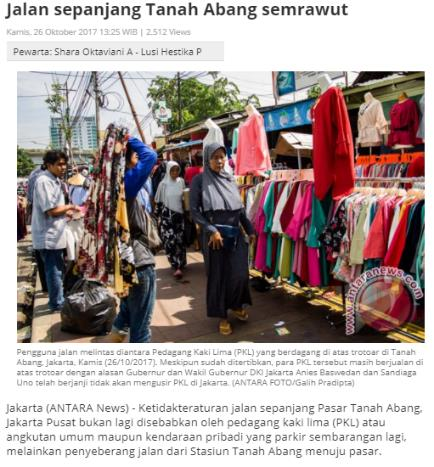 Jalan sepanjang Tanah Abang semrawut
Kamis, 26 Oktober 2017 13:25 WIB | 2.512 Views
Pewarta: Shara Oktaviani A - Lusi Hestika P
www.antaranews.com
Pengguna jalan melintas diantara Pedagang Kaki Lima (PKL) yang berdagang di atas trotoar di Tanah
Abang, Jakarta, Kamis (26/10/2017). Meskipun sudah ditertibkan, para PKL tersebut masih berjualan di
atas trotoar dengan alasan Gubernur dan Wakil Gubernur DKI Jakarta Anies Baswedan dan Sandiaga
Uno telah berjanji tidak akan mengusir PKL di Jakarta. (ANTARA FOTO/Galih Pradipta)
Jakarta (ANTARA News) - Ketidakteraturan jalan sepanjang Pasar Tanah Abang,
Jakarta Pusat bukan lagi disebabkan oleh pedagang kaki lima (PKL) atau
angkutan umum maupun kendaraan pribadi yang parkir sembarangan lagi,
melainkan penyeberang jalan dari Stasiun Tanah Abang menuju pasar.